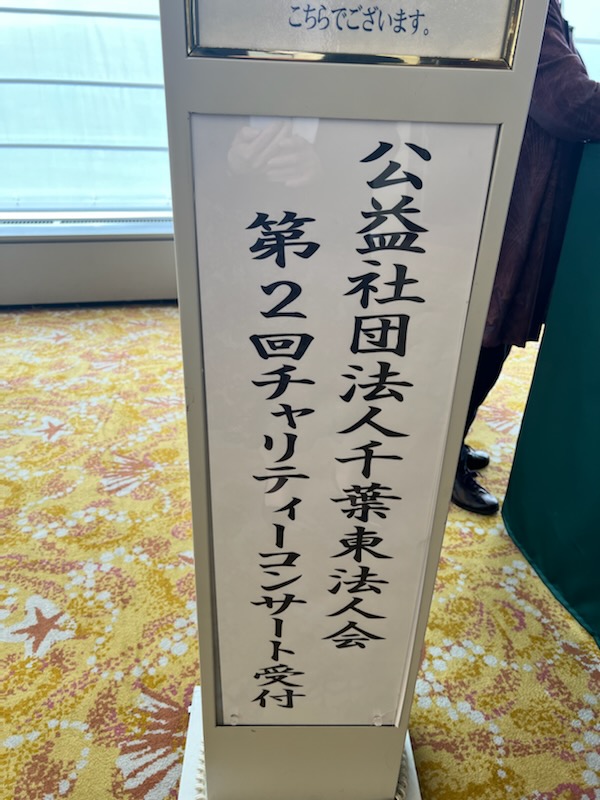 こちらでございます。
公益社団法人千葉東法人会
第2回チャリティーコンサート受付